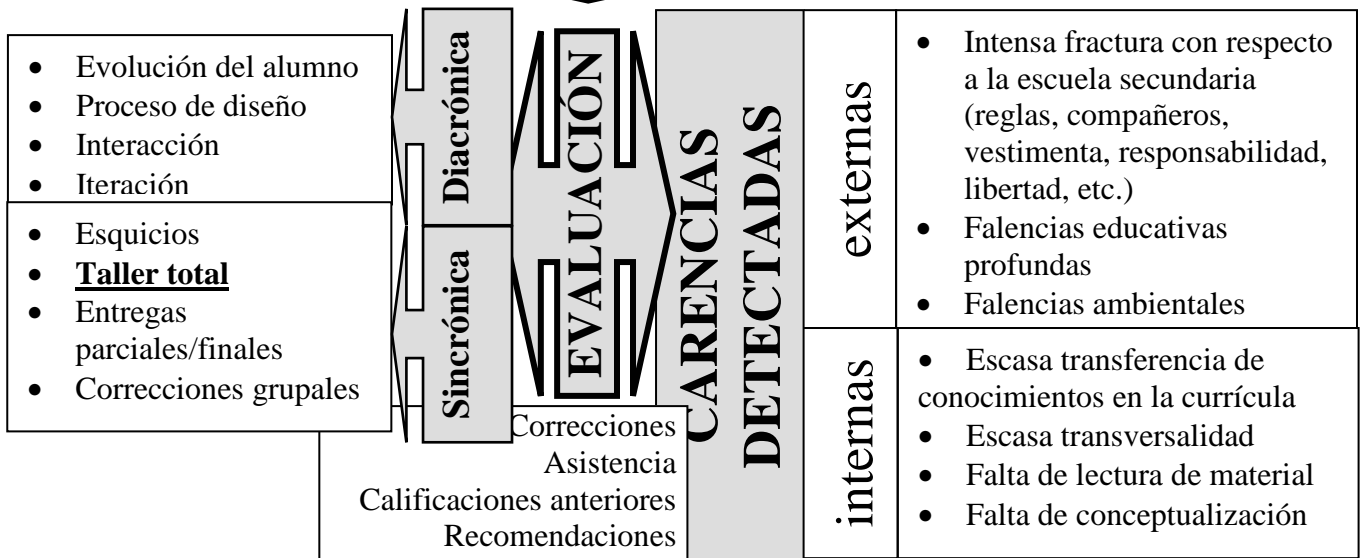 • Evolución del alumno
• Proceso de diseño
• Interacción
• Iteración
• Esquicios
• Taller total
• Entregas
parciales/finales
• Correcciones grupales
Diacrónica
Sincrónica
EVALUACIÓN
Correcciones
Asistencia
Calificaciones anteriores
Recomendaciones
CARENCIAS
DETECTADAS
externas
• Intensa fractura con respecto
a la escuela secundaria
(reglas, compañeros,
vestimenta, responsabilidad,
libertad, etc.)
• Falencias educativas
profundas
• Falencias ambientales
internas
• Escasa transferencia de
conocimientos en la currícula
• Escasa transversalidad
• Falta de lectura de material
• Falta de conceptualización